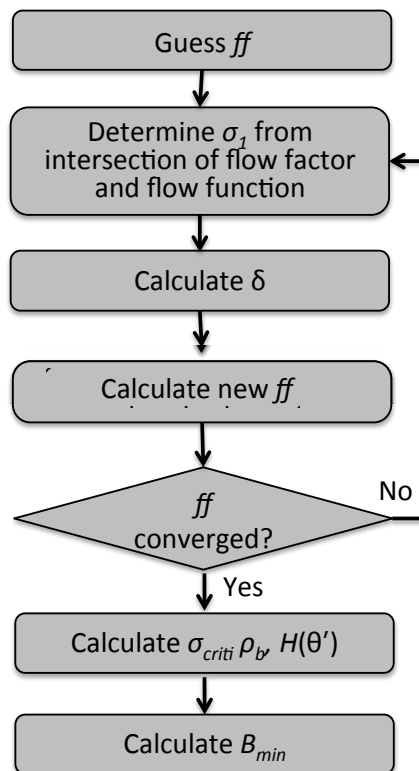 Guess ff
Determine σ₁ from
intersection of flow factor
and flow function
Calculate δ
Calculate new ff
ff
converged?
No
Yes
Calculate σcriti ρb, H(θ′)
Calculate Bmin